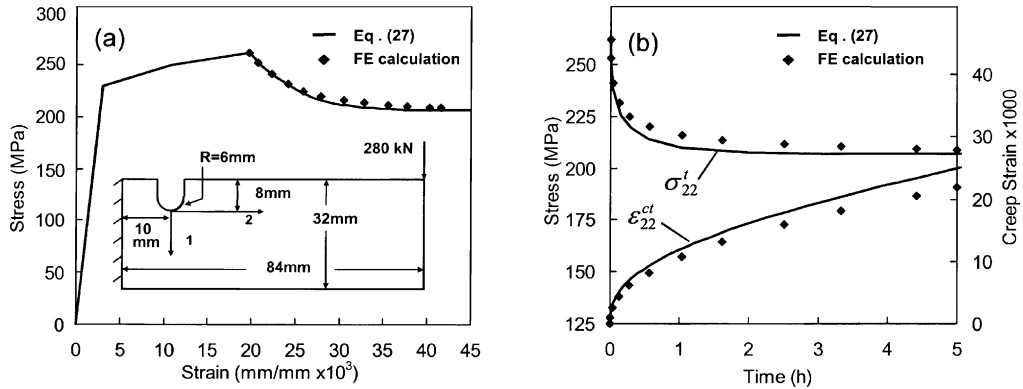 (a)
Eq . (27)
FE calculation
300
250
200
150
100
50
0
Stress (MPa)
R=6mm
280 kN
8mm
32mm
2
10
mm
1
84mm
0 5 10 15 20 25 30 35 40 45
Strain (mm/mm x10³)
(b)
Eq . (27)
FE calculation
250
225
200
175
150
125
Stress (MPa)
40
30
20
10
0
Creep Strain x1000
σ₂₂ᵗ
ε₂₂ᶜᵗ
0 1 2 3 4 5
Time (h)